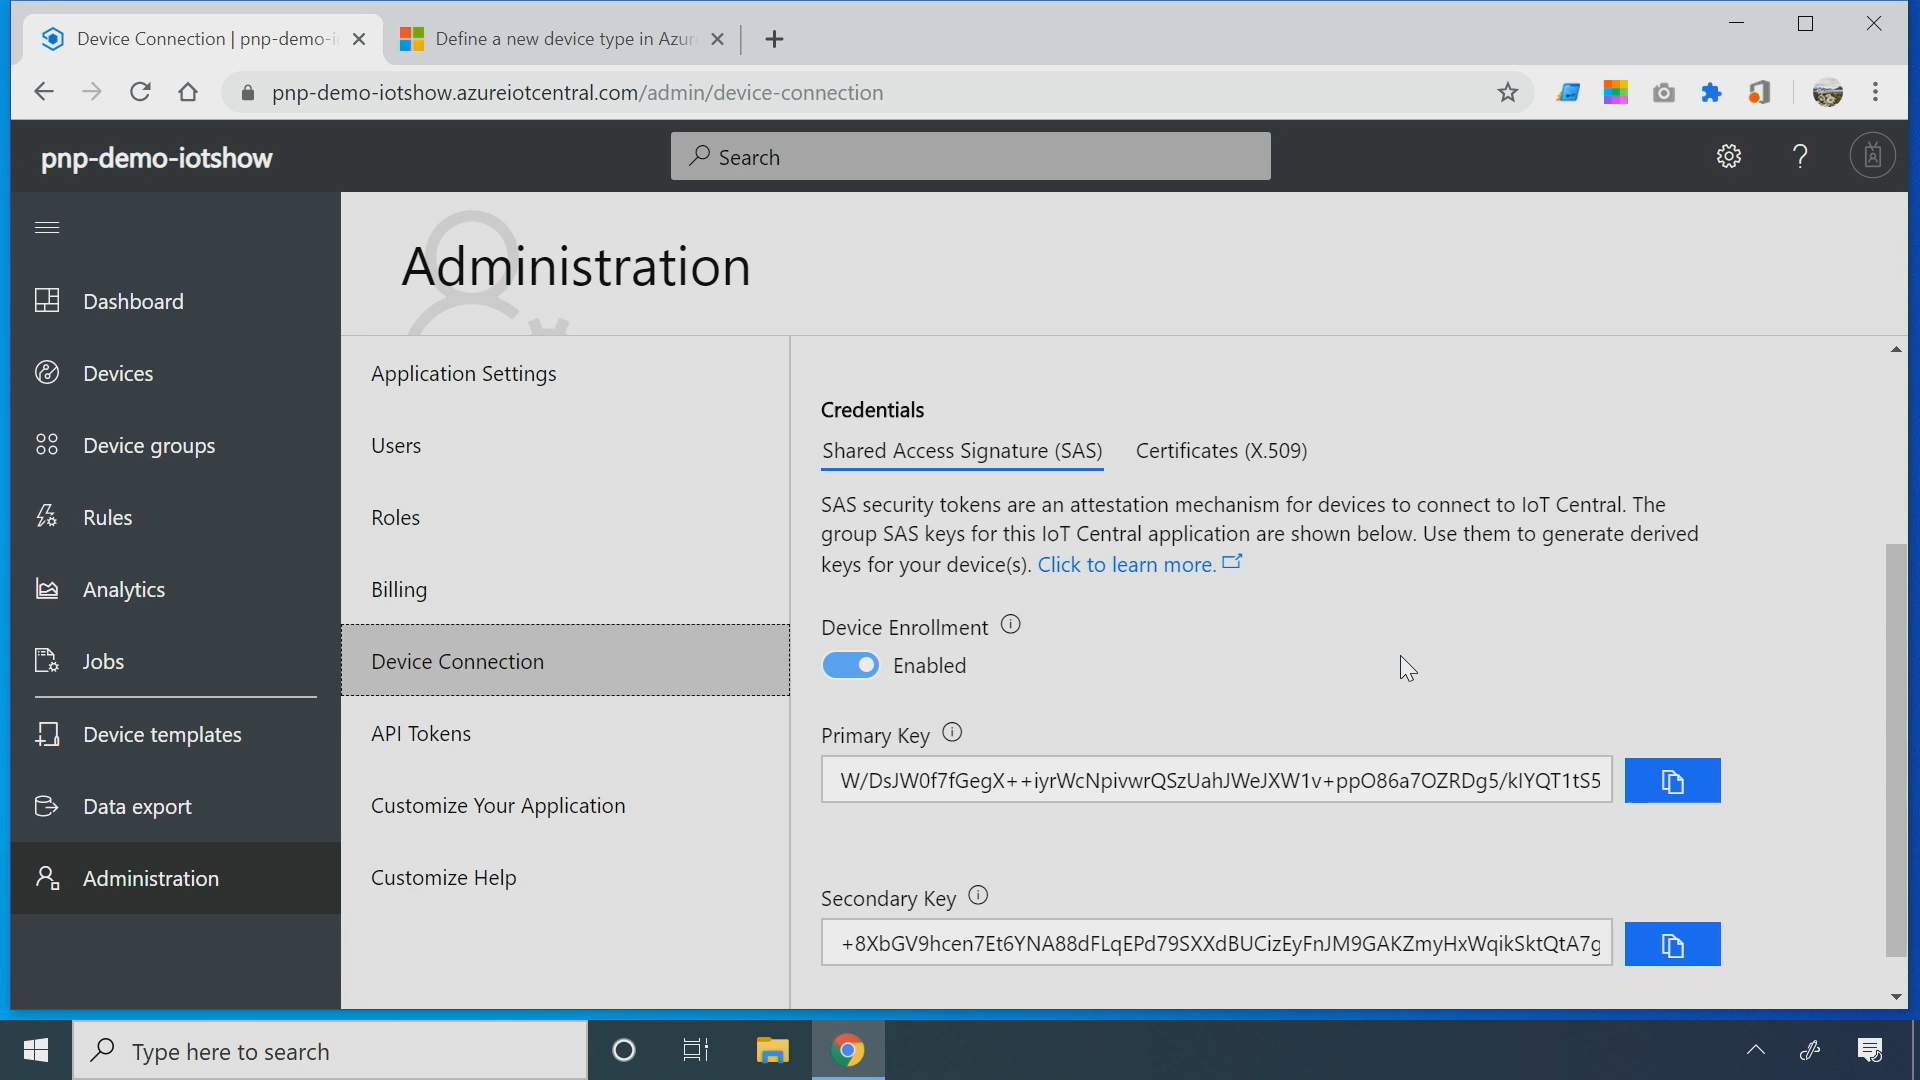 Device Connection | pnp-demo-i
Define a new device type in Azur
pnp-demo-iotshow.azureiotcentral.com/admin/device-connection
pnp-demo-iotshow
Search
Administration
Dashboard
Devices
Device groups
Rules
Analytics
Jobs
Device templates
Data export
Administration
Application Settings
Users
Roles
Billing
Device Connection
API Tokens
Customize Your Application
Customize Help
Credentials
Shared Access Signature (SAS)
Certificates (X.509)
SAS security tokens are an attestation mechanism for devices to connect to IoT Central. The
group SAS keys for this IoT Central application are shown below. Use them to generate derived
keys for your device(s). Click to learn more.
Device Enrollment
Enabled
Primary Key
W/DsJW0f7fGegX++iyrWcNpivwrQSzUahJWeJXW1v+ppO86a7OZRDg5/kIYQT1tS5
Secondary Key
+8XbGV9hcen7Et6YNA88dFLqEPd79SXXdBUCizEyFnJM9GAKZmyHxWqikSktQtA7g
Type here to search